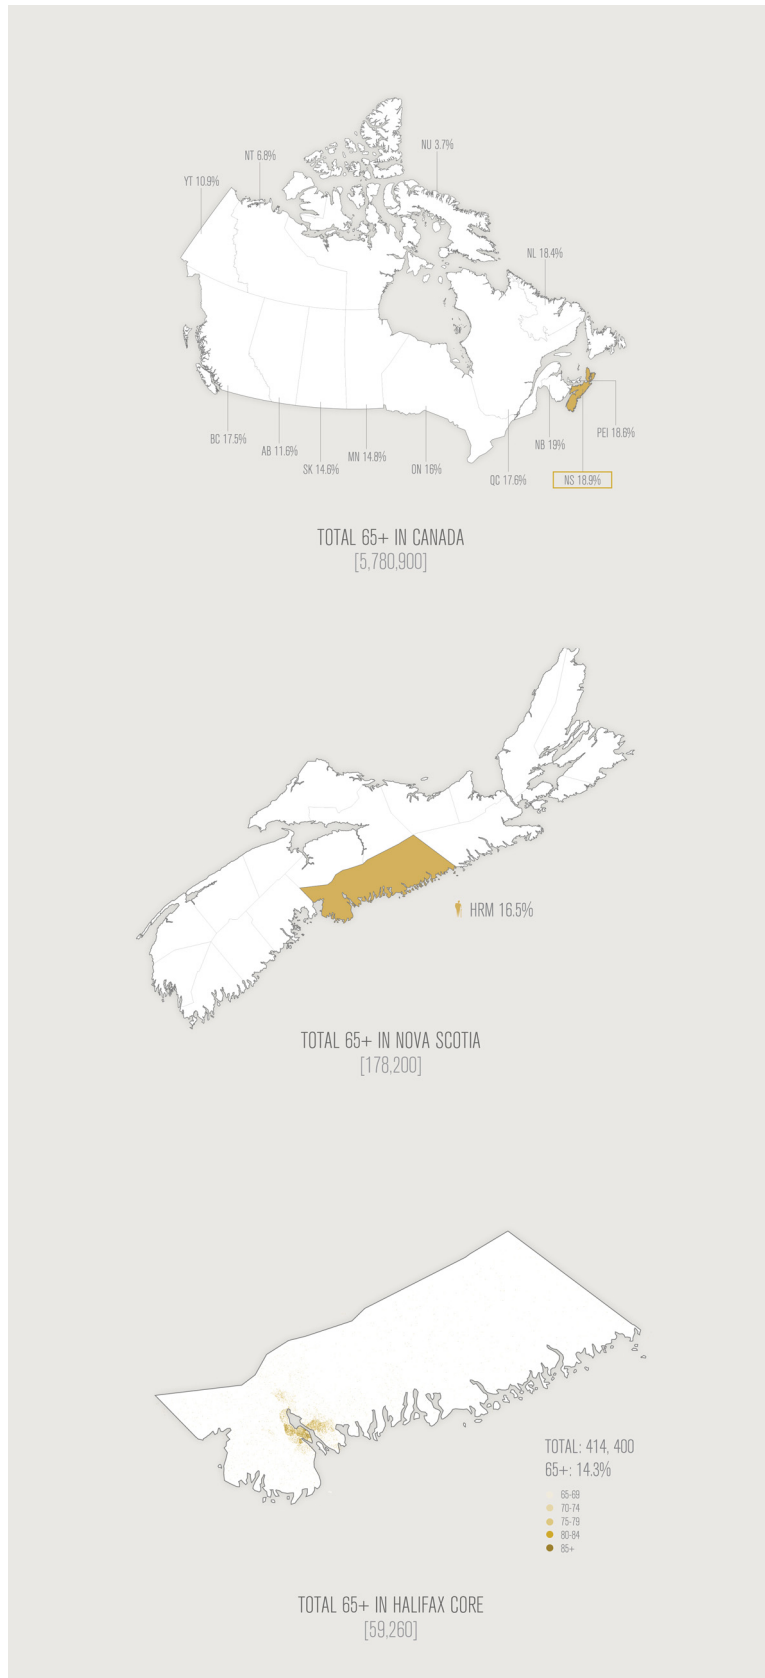 NU 3.7%
NT 6.8%
YT 10.9%
NL 18.4%
BC 17.5%
AB 11.6%
SK 14.6%
MN 14.8%
ON 16%
QC 17.6%
NB 19%
NS 18.9%
PEI 18.6%
TOTAL 65+ IN CANADA
[5,780,900]
HRM 16.5%
TOTAL 65+ IN NOVA SCOTIA
[178,200]
TOTAL: 414, 400
65+: 14.3%
65-69
70-74
75-79
80-84
85+
TOTAL 65+ IN HALIFAX CORE
[59,260]